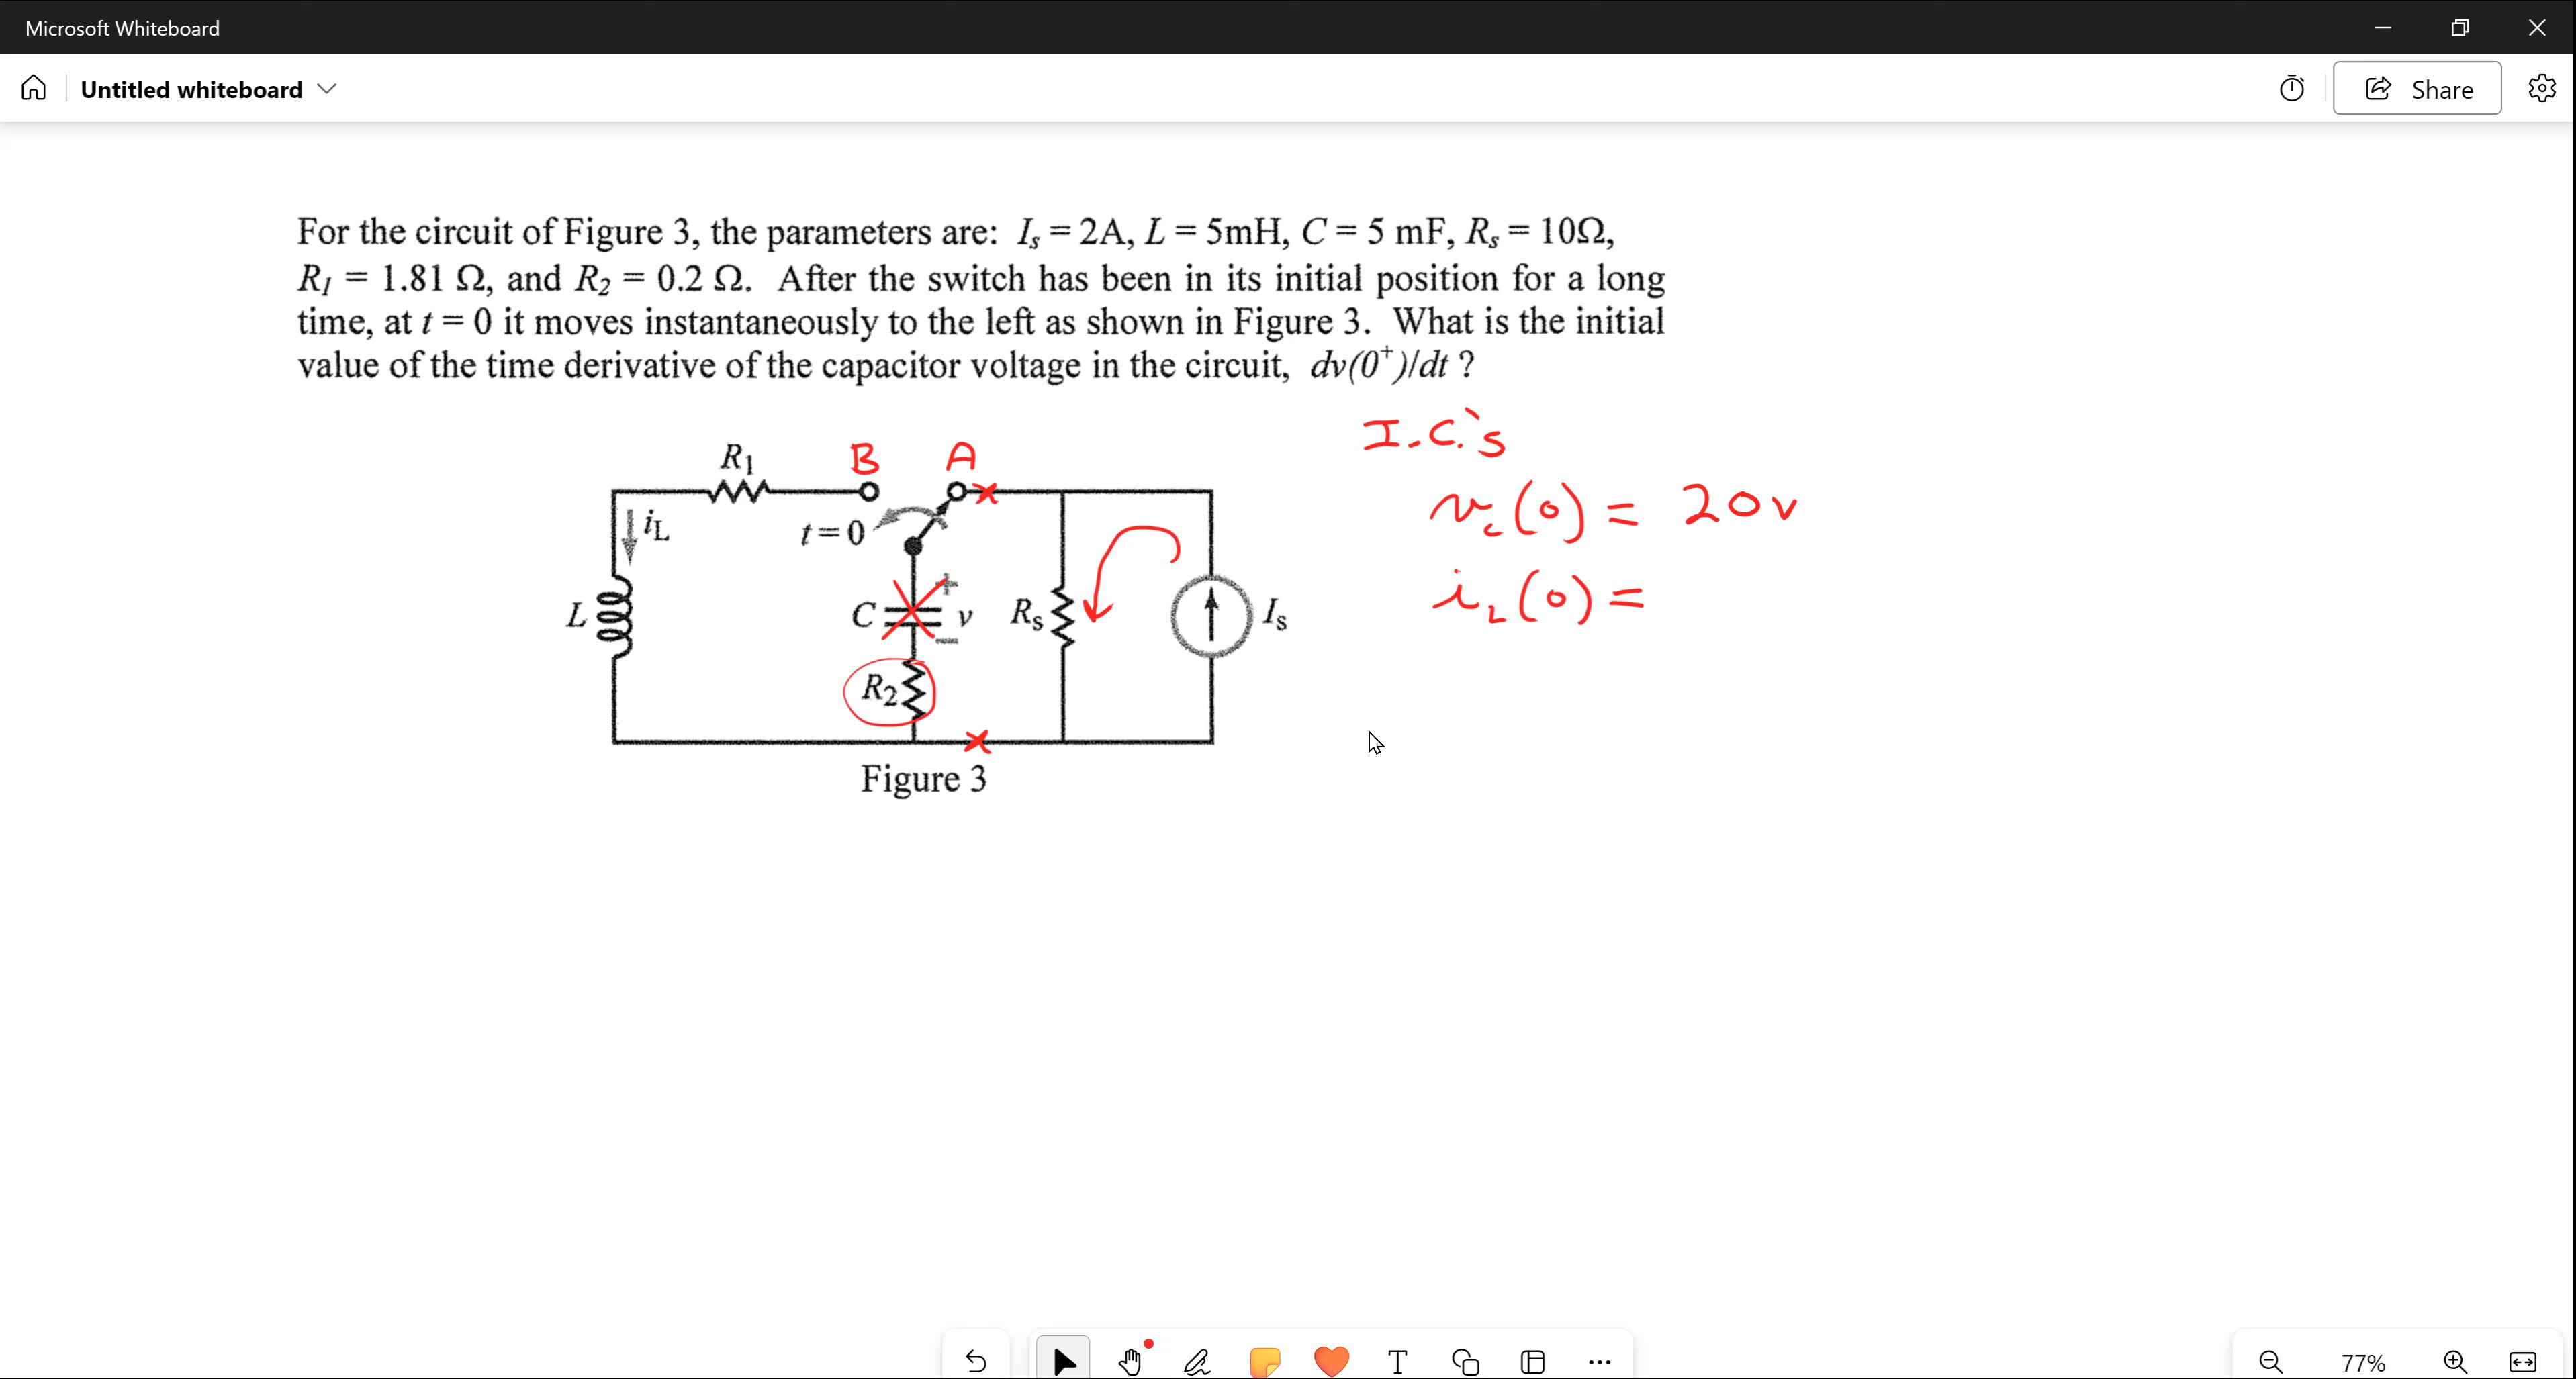 Microsoft Whiteboard
Untitled whiteboard
Share
For the circuit of Figure 3, the parameters are: Iₛ = 2A, L = 5mH, C = 5 mF, Rₛ = 10Ω,
R₁ = 1.81 Ω, and R₂ = 0.2 Ω. After the switch has been in its initial position for a long
time, at t = 0 it moves instantaneously to the left as shown in Figure 3. What is the initial
value of the time derivative of the capacitor voltage in the circuit, dv(0⁺)/dt ?
I.C.'s
R₁ B A
v_c(0) = 20v
iL t = 0
i_L(0) =
L C + v − Rs Is
R₂
Figure 3
T
77%